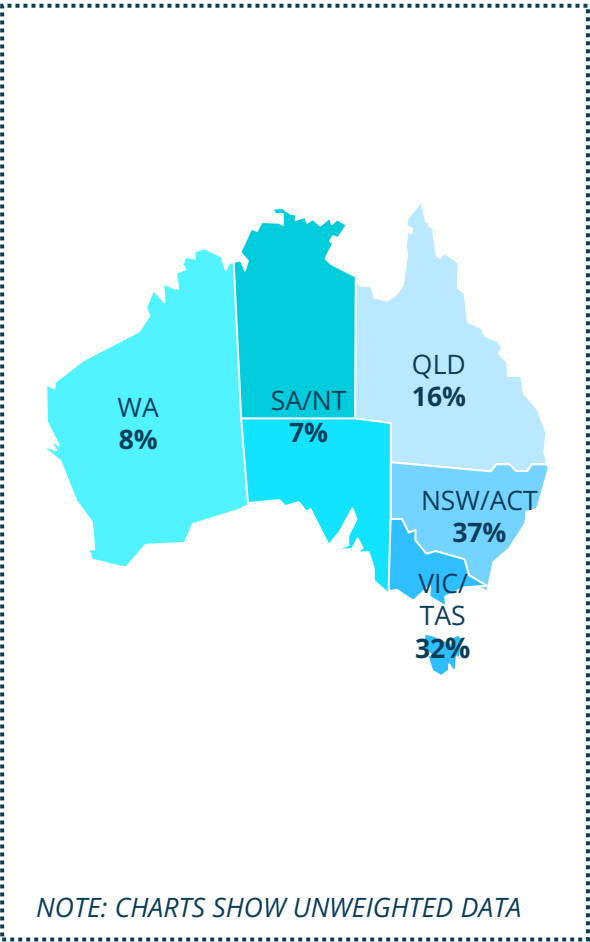 QLD
16%
SA/NT
7%
WA
8%
NSW/ACT
37%
VIC/
TAS
32%
NOTE: CHARTS SHOW UNWEIGHTED DATA